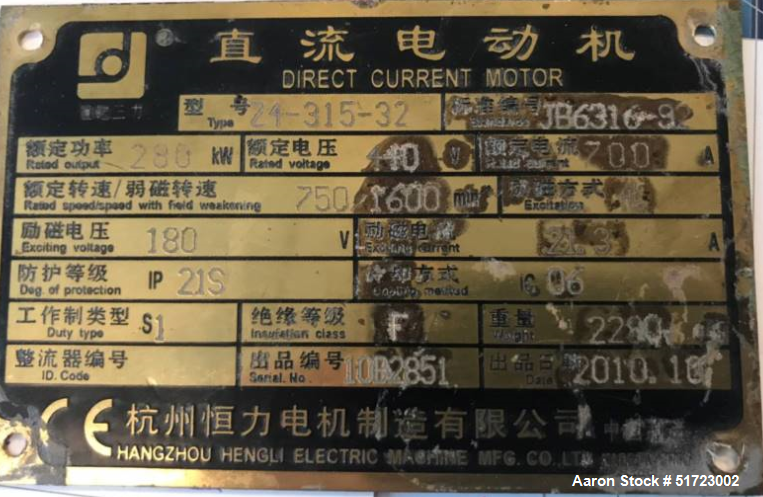 直流电动机
DIRECT CURRENT MOTOR
型号 Type Z4-315-32 标准编号 JB6316-92
额定功率 Rated output 280 kW 额定电压 Rated voltage 440 V 额定电流 Rated current 700 A
额定转速/弱磁转速 Rated speed/speed with field weakening 750 1600 min 励磁方式 Excitation
励磁电压 Exciting voltage 180 V 励磁电流 Exciting current 21.3 A
防护等级 Deg. of protection IP 21S 冷却方式 Cooling method IC 06
工作制类型 Duty type S1 绝缘等级 Insulation class F 重量 Weight
整流器编号 ID.Code 出品编号 Serial. No. 10B2851 出品日期 Date 2010.10
CE 杭州恒力电机制造有限公司
HANGZHOU HENGLI ELECTRIC MACHINE MFG. CO. LTD
Aaron Stock # 51723002